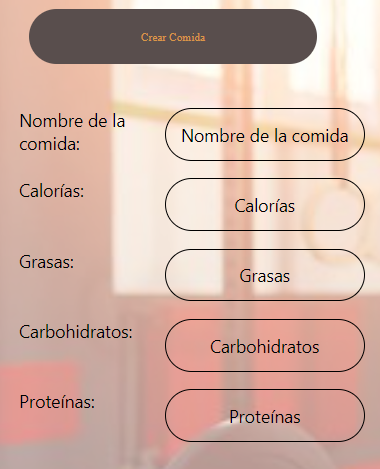 Crear Comida
Nombre de la
comida:
Nombre de la comida
Calorías:
Calorías
Grasas:
Grasas
Carbohidratos:
Carbohidratos
Proteínas:
Proteínas